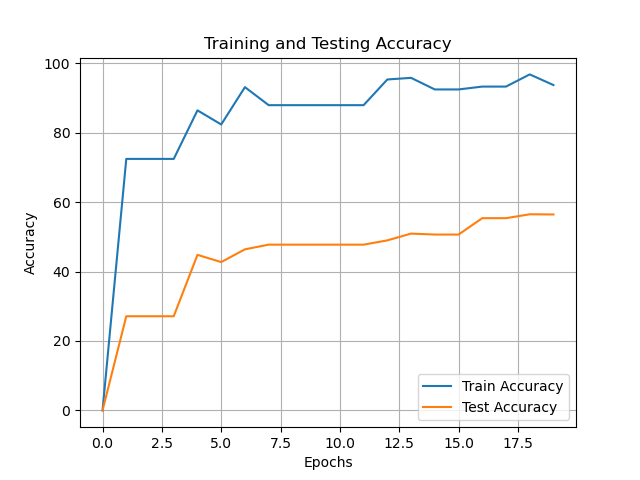 Training and Testing Accuracy
100
80
60
40
20
0
Accuracy
Train Accuracy
Test Accuracy
0.0 2.5 5.0 7.5 10.0 12.5 15.0 17.5
Epochs